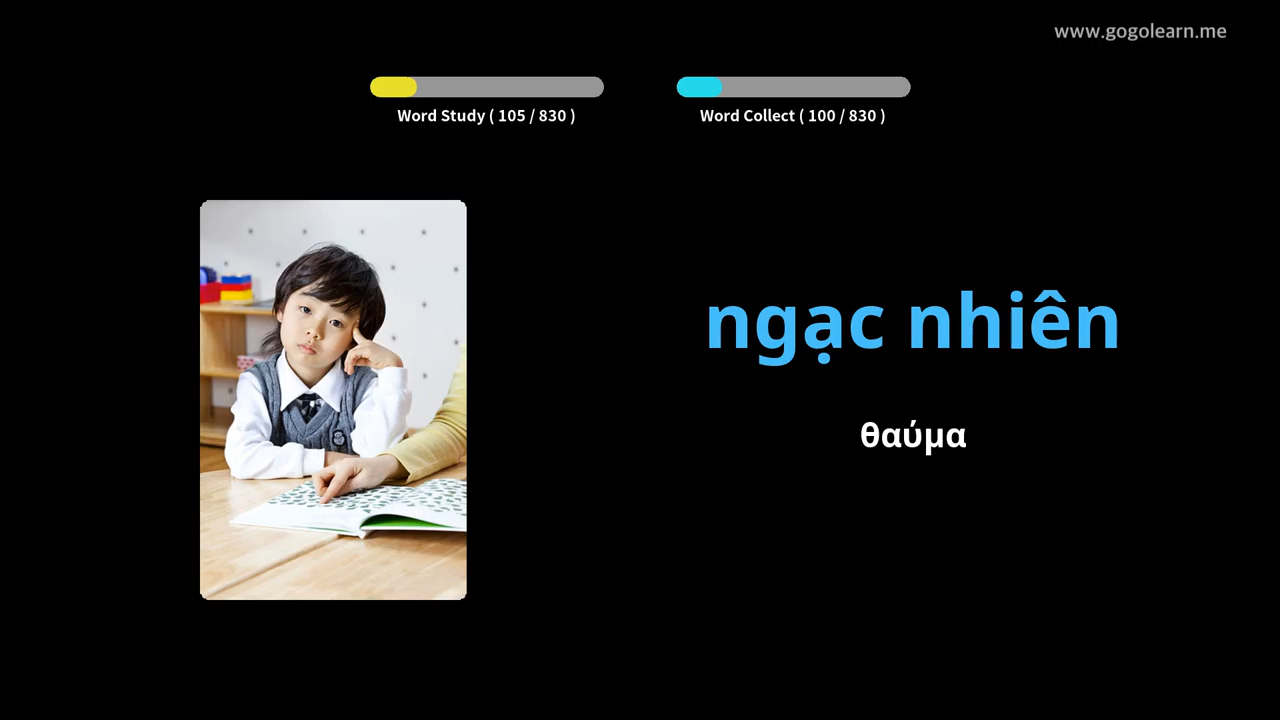 www.gogolearn.me
Word Study ( 105 / 830 )
Word Collect ( 100 / 830 )
ngạc nhiên
θαύμα